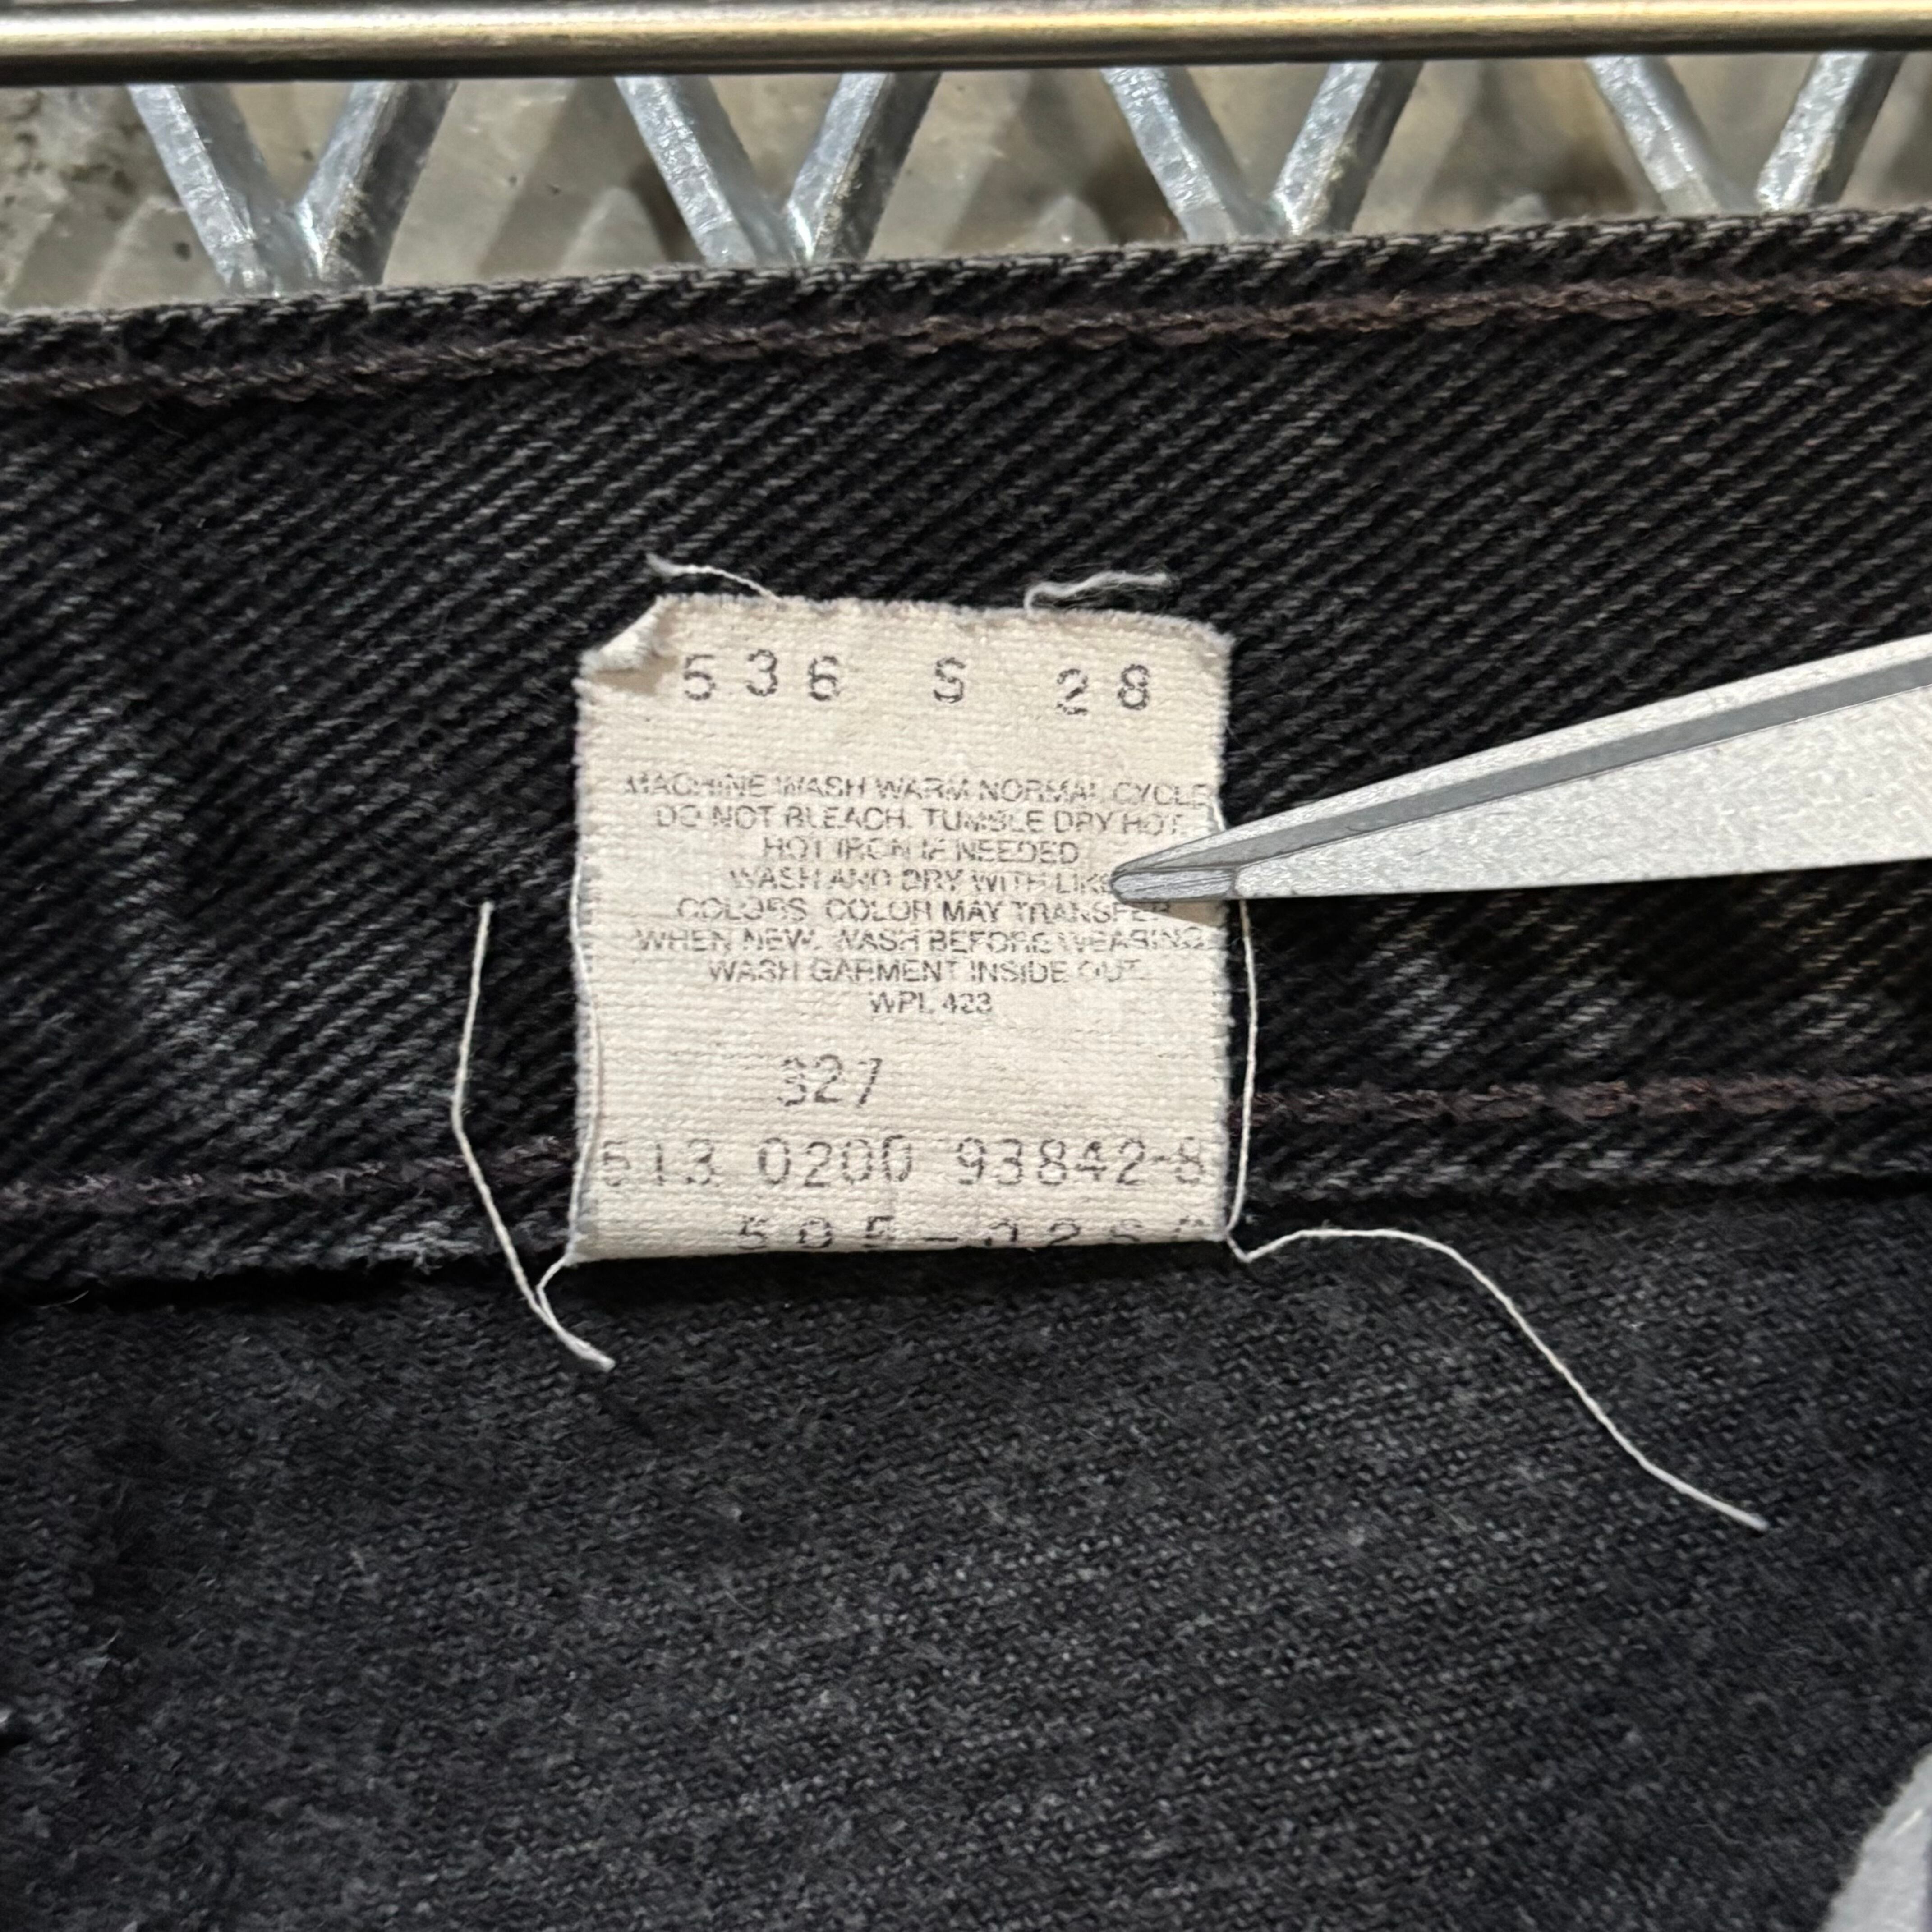 536 S 28
MACHINE WASH WARM NORMAL CYCLE
DO NOT BLEACH. TUMBLE DRY HOT.
HOT IRON IF NEEDED
WASH AND DRY WITH LIKE
COLORS. COLOR MAY TRANSFER
WHEN NEW. WASH BEFORE WEARING.
WASH GARMENT INSIDE OUT.
WPL 423
327
513 0200 93842-8